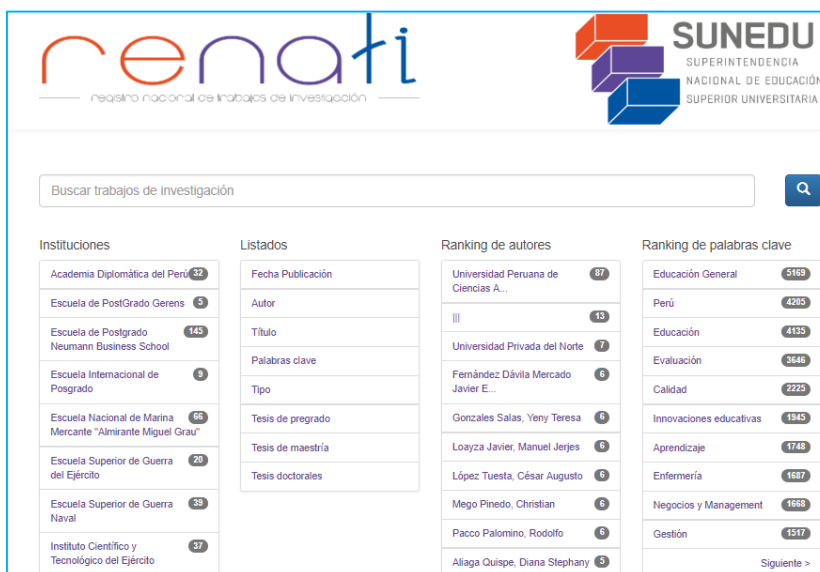 renati
registro nacional de trabajos de investigación
SUNEDU
SUPERINTENDENCIA
NACIONAL DE EDUCACIÓN
SUPERIOR UNIVERSITARIA
Buscar trabajos de investigación
Instituciones
Academia Diplomática del Perú 32
Escuela de PostGrado Gerens 5
Escuela de Postgrado 145
Neumann Business School
Escuela Internacional de 9
Posgrado
Escuela Nacional de Marina 66
Mercante "Almirante Miguel Grau"
Escuela Superior de Guerra 20
del Ejército
Escuela Superior de Guerra 39
Naval
Instituto Científico y 37
Tecnológico del Ejército
Listados
Fecha Publicación
Autor
Título
Palabras clave
Tipo
Tesis de pregrado
Tesis de maestría
Tesis doctorales
Ranking de autores
Universidad Peruana de 87
Ciencias A...
||| 13
Universidad Privada del Norte 7
Fernández Dávila Mercado 6
Javier E...
Gonzales Salas, Yeny Teresa 6
Loayza Javier, Manuel Jerjes 6
López Tuesta, César Augusto 6
Mego Pinedo, Christian 6
Pacco Palomino, Rodolfo 6
Aliaga Quispe, Diana Stephany 5
Ranking de palabras clave
Educación General 5169
Perú 4205
Educación 4135
Evaluación 3646
Calidad 2225
Innovaciones educativas 1945
Aprendizaje 1748
Enfermería 1687
Negocios y Management 1668
Gestión 1517
Siguiente >